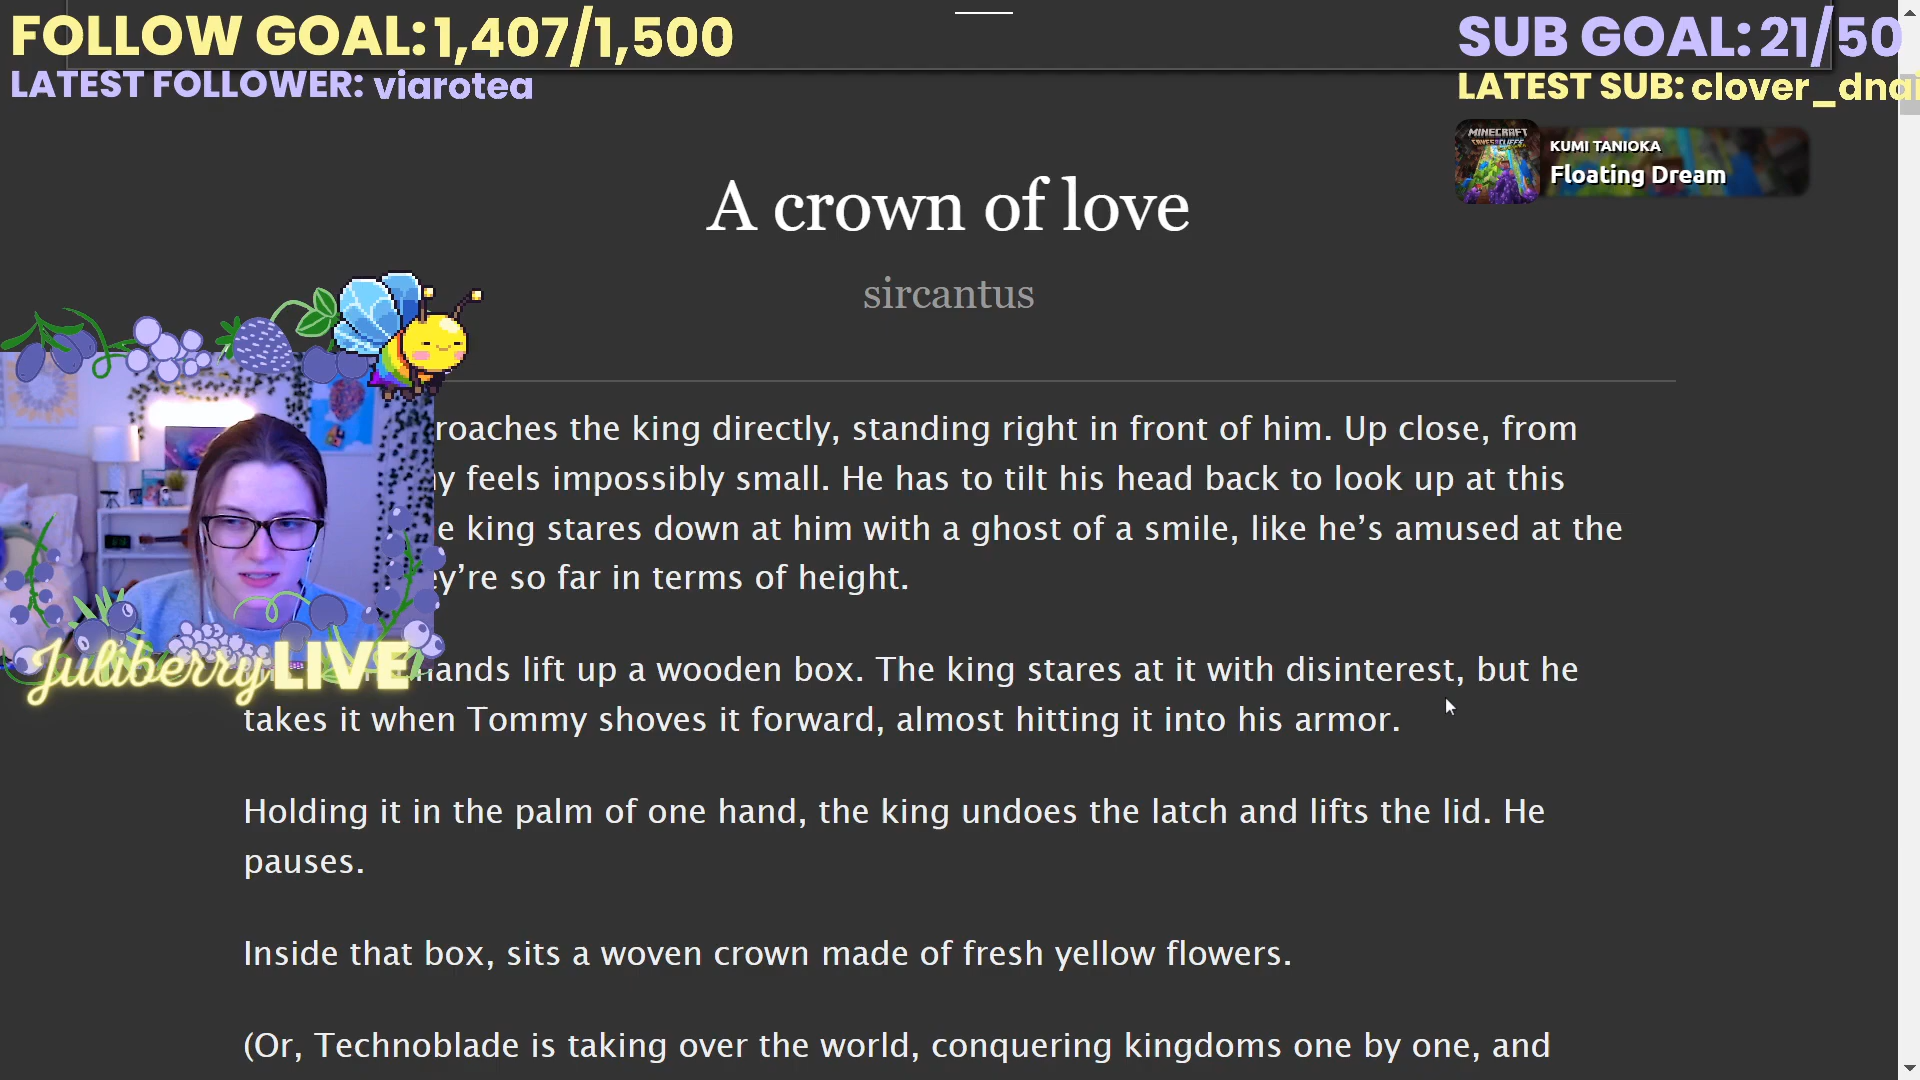 FOLLOW GOAL: 1,407/1,500
LATEST FOLLOWER: viarotea
SUB GOAL: 21/50
LATEST SUB: clover_dnai
MINECRAFT
CAVES & CLIFFS
KUMI TANIOKA
Floating Dream
A crown of love
sircantus
roaches the king directly, standing right in front of him. Up close, from
y feels impossibly small. He has to tilt his head back to look up at this
e king stares down at him with a ghost of a smile, like he’s amused at the
ey’re so far in terms of height.
hands lift up a wooden box. The king stares at it with disinterest, but he
takes it when Tommy shoves it forward, almost hitting it into his armor.
Juliberry LIVE
Holding it in the palm of one hand, the king undoes the latch and lifts the lid. He
pauses.
Inside that box, sits a woven crown made of fresh yellow flowers.
(Or, Technoblade is taking over the world, conquering kingdoms one by one, and